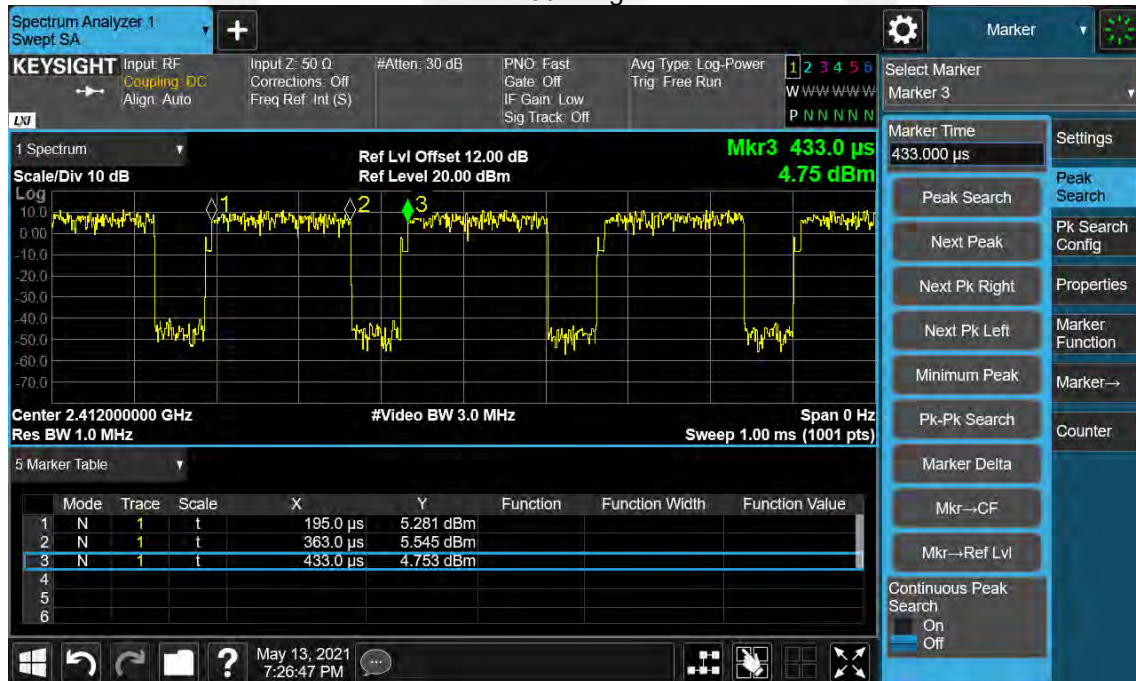 Spectrum Analyzer 1
Swept SA
+
Marker
KEYSIGHT
LXI
Input: RF
Coupling: DC
Align: Auto
Input Z: 50 Ω
Corrections: Off
Freq Ref: Int (S)
#Atten: 30 dB
PNO: Fast
Gate: Off
IF Gain: Low
Sig Track: Off
Avg Type: Log-Power
Trig: Free Run
1 2 3 4 5 6
W W W W W W
P N N N N N
Select Marker
Marker 3
1 Spectrum
Scale/Div 10 dB
Ref Lvl Offset 12.00 dB
Ref Level 20.00 dBm
Mkr3 433.0 µs
4.75 dBm
Log
10.0
0.00
-10.0
-20.0
-30.0
-40.0
-50.0
-60.0
-70.0
1
2
3
Center 2.412000000 GHz
Res BW 1.0 MHz
#Video BW 3.0 MHz
Span 0 Hz
Sweep 1.00 ms (1001 pts)
5 Marker Table
Mode Trace Scale X Y Function Function Width Function Value
1 N 1 t 195.0 µs 5.281 dBm
2 N 1 t 363.0 µs 5.545 dBm
3 N 1 t 433.0 µs 4.753 dBm
4
5
6
Marker Time
433.000 µs
Peak Search
Next Peak
Next Pk Right
Next Pk Left
Minimum Peak
Pk-Pk Search
Marker Delta
Mkr→CF
Mkr→Ref Lvl
Continuous Peak
Search
On
Off
Settings
Peak
Search
Pk Search
Config
Properties
Marker
Function
Marker→
Counter
?
May 13, 2021
7:26:47 PM